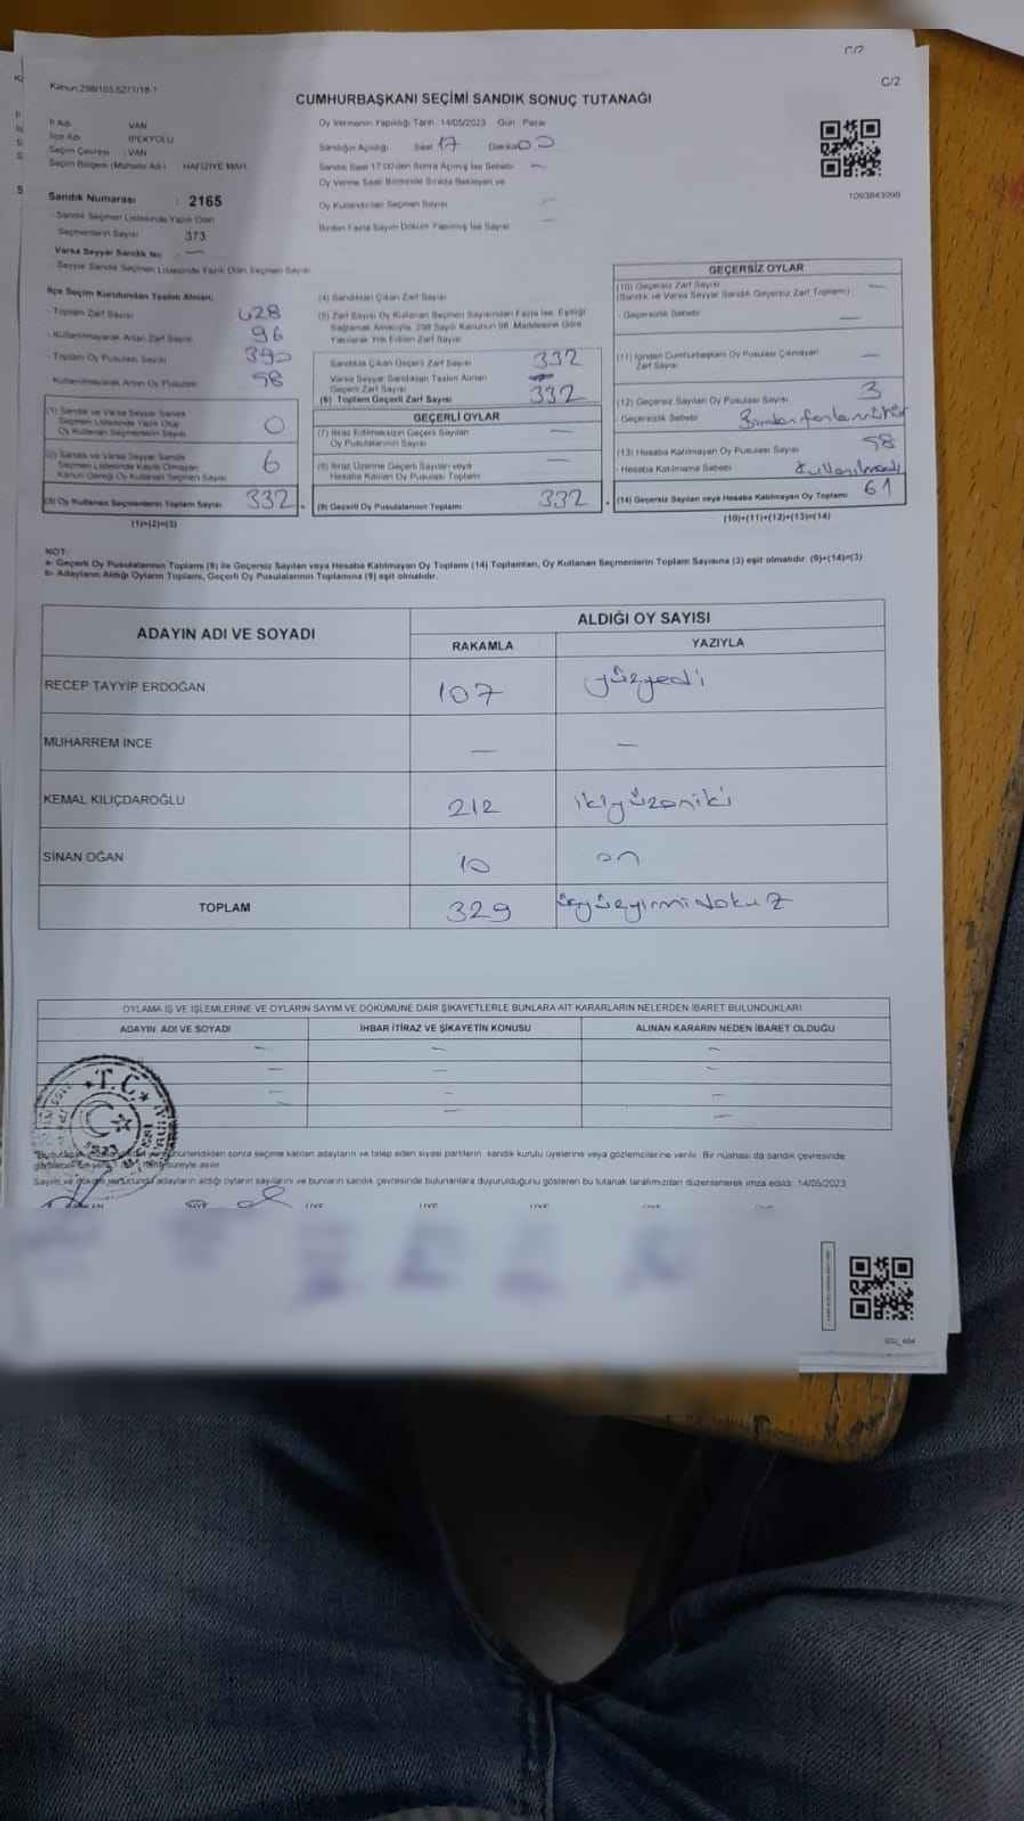 C/2
C/2
Kanun:298/105,5271/18-1
CUMHURBAŞKANI SEÇİMİ SANDIK SONUÇ TUTANAĞI
İl Adı VAN
İlçe Adı İPEKYOLU
Seçim Çevresi : VAN
Seçim Bölgesi (Muhtarlık Adı) : HAFIZİYE MAH.
Sandık Numarası : 2165
Sandık Seçmen Listesinde Yazılı Olan
Seçmenlerin Sayısı : 373
Varsa Seyyar Sandık No : —
Seyyar Sandık Seçmen Listesinde Yazılı Olan Seçmen Sayısı
Oy Vermenin Yapıldığı Tarih: 14/05/2023 Gün: Pazar
Sandığın Açıldığı Saat 17 Dakika 00
Sandık Saat 17.00'den Sonra Açılmış İse Sebebi —
Oy Verme Saati Bitiminde Sırada Bekleyen ve
Oy Kullandırılan Seçmen Sayısı —
Birden Fazla Sayım Döküm Yapılmış İse Sayısı —
1093843098
İlçe Seçim Kurulundan Teslim Alınan;
- Toplam Zarf Sayısı 428
- Kullanılmayarak Artan Zarf Sayısı 96
- Toplam Oy Pusulası Sayısı 390
- Kullanılmayarak Artan Oy Pusulası 58
(1) Sandık ve Varsa Seyyar Sandık
Seçmen Listesinde Yazılı Olup
Oy Kullanan Seçmenlerin Sayısı 0
(2) Sandık ve Varsa Seyyar Sandık
Seçmen Listesinde Kayıtlı Olmayan
Kanun Gereği Oy Kullanan Seçmen Sayısı 6
(3) Oy Kullanan Seçmenlerin Toplam Sayısı 332
(1)+(2)=(3)
(4) Sandıktan Çıkan Zarf Sayısı
(5) Zarf Sayısı Oy Kullanan Seçmen Sayısından Fazla İse, Eşitliği
Sağlamak Amacıyla, 298 Sayılı Kanunun 98. Maddesine Göre
Yakılarak Yok Edilen Zarf Sayısı
Sandıkta Çıkan Geçerli Zarf Sayısı 332
Varsa Seyyar Sandıktan Teslim Alınan
Geçerli Zarf Sayısı
(6) Toplam Geçerli Zarf Sayısı 332
GEÇERLİ OYLAR
(7) İtiraz Edilmeksizin Geçerli Sayılan
Oy Pusulalarının Sayısı —
(8) İtiraz Üzerine Geçerli Sayılan veya
Hesaba Katılan Oy Pusulası Toplamı —
(9) Geçerli Oy Pusulalarının Toplamı 332
GEÇERSİZ OYLAR
(10) Geçersiz Zarf Sayısı —
(Sandık ve Varsa Seyyar Sandık Geçersiz Zarf Toplamı)
Geçersizlik Sebebi —
(11) İçinden Cumhurbaşkanı Oy Pusulası Çıkmayan
Zarf Sayısı —
(12) Geçersiz Sayılan Oy Pusulası Sayısı 3
Geçersizlik Sebebi
(13) Hesaba Katılmayan Oy Pusulası Sayısı 58
Hesaba Katılmama Sebebi Kullanılmadı
(14) Geçersiz Sayılan veya Hesaba Katılmayan Oy Toplamı 61
(10)+(11)+(12)+(13)=(14)
NOT:
a- Geçerli Oy Pusulalarının Toplamı (9) ile Geçersiz Sayılan veya Hesaba Katılmayan Oy Toplamı (14) Toplamları, Oy Kullanan Seçmenlerin Toplam Sayısına (3) eşit olmalıdır. (9)+(14)=(3)
b- Adayların Aldığı Oyların Toplamı, Geçerli Oy Pusulalarının Toplamına (9) eşit olmalıdır.
ADAYIN ADI VE SOYADI ALDIĞI OY SAYISI
RAKAMLA YAZIYLA
RECEP TAYYİP ERDOĞAN 107 yüzyedi
MUHARREM İNCE — —
KEMAL KILIÇDAROĞLU 212 ikiyüzoniki
SİNAN OĞAN 10 on
TOPLAM 329 üçyüzyirmidokuz
OYLAMA İŞ VE İŞLEMLERİNE VE OYLARIN SAYIM VE DÖKÜMÜNE DAİR ŞİKAYETLERLE BUNLARA AİT KARARLARIN NELERDEN İBARET BULUNDUKLARI
ADAYIN ADI VE SOYADI İHBAR İTİRAZ VE ŞİKAYETİN KONUSU ALINAN KARARIN NEDEN İBARET OLDUĞU
— — —
— — —
— — —
— — —
T.C.
sonra seçime katılan adayların ve talep eden siyasi partilerin sandık kurulu üyelerine veya gözlemcilerine verilir. Bir nüshası da sandık çevresinde
süreyle asılır.
adayların aldığı oyların sayılarını ve bunların sandık çevresinde bulunanlara duyurulduğunu gösteren bu tutanak tarafımızdan düzenlenerek imza edildi. 14/05/2023